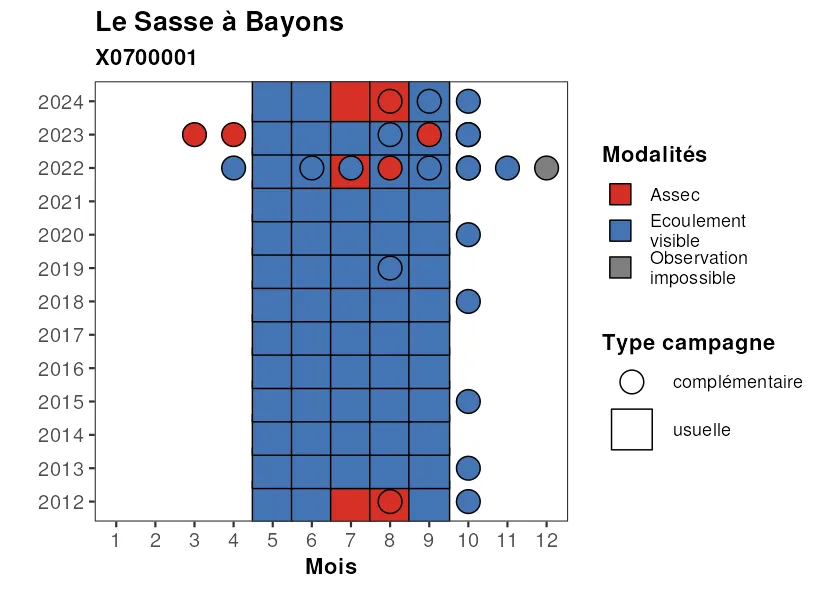 Le Sasse à Bayons
X0700001
2024
2023
2022
2021
2020
2019
2018
2017
2016
2015
2014
2013
2012
1 2 3 4 5 6 7 8 9 10 11 12
Mois
Modalités
Assec
Ecoulement
visible
Observation
impossible
Type campagne
complémentaire
usuelle